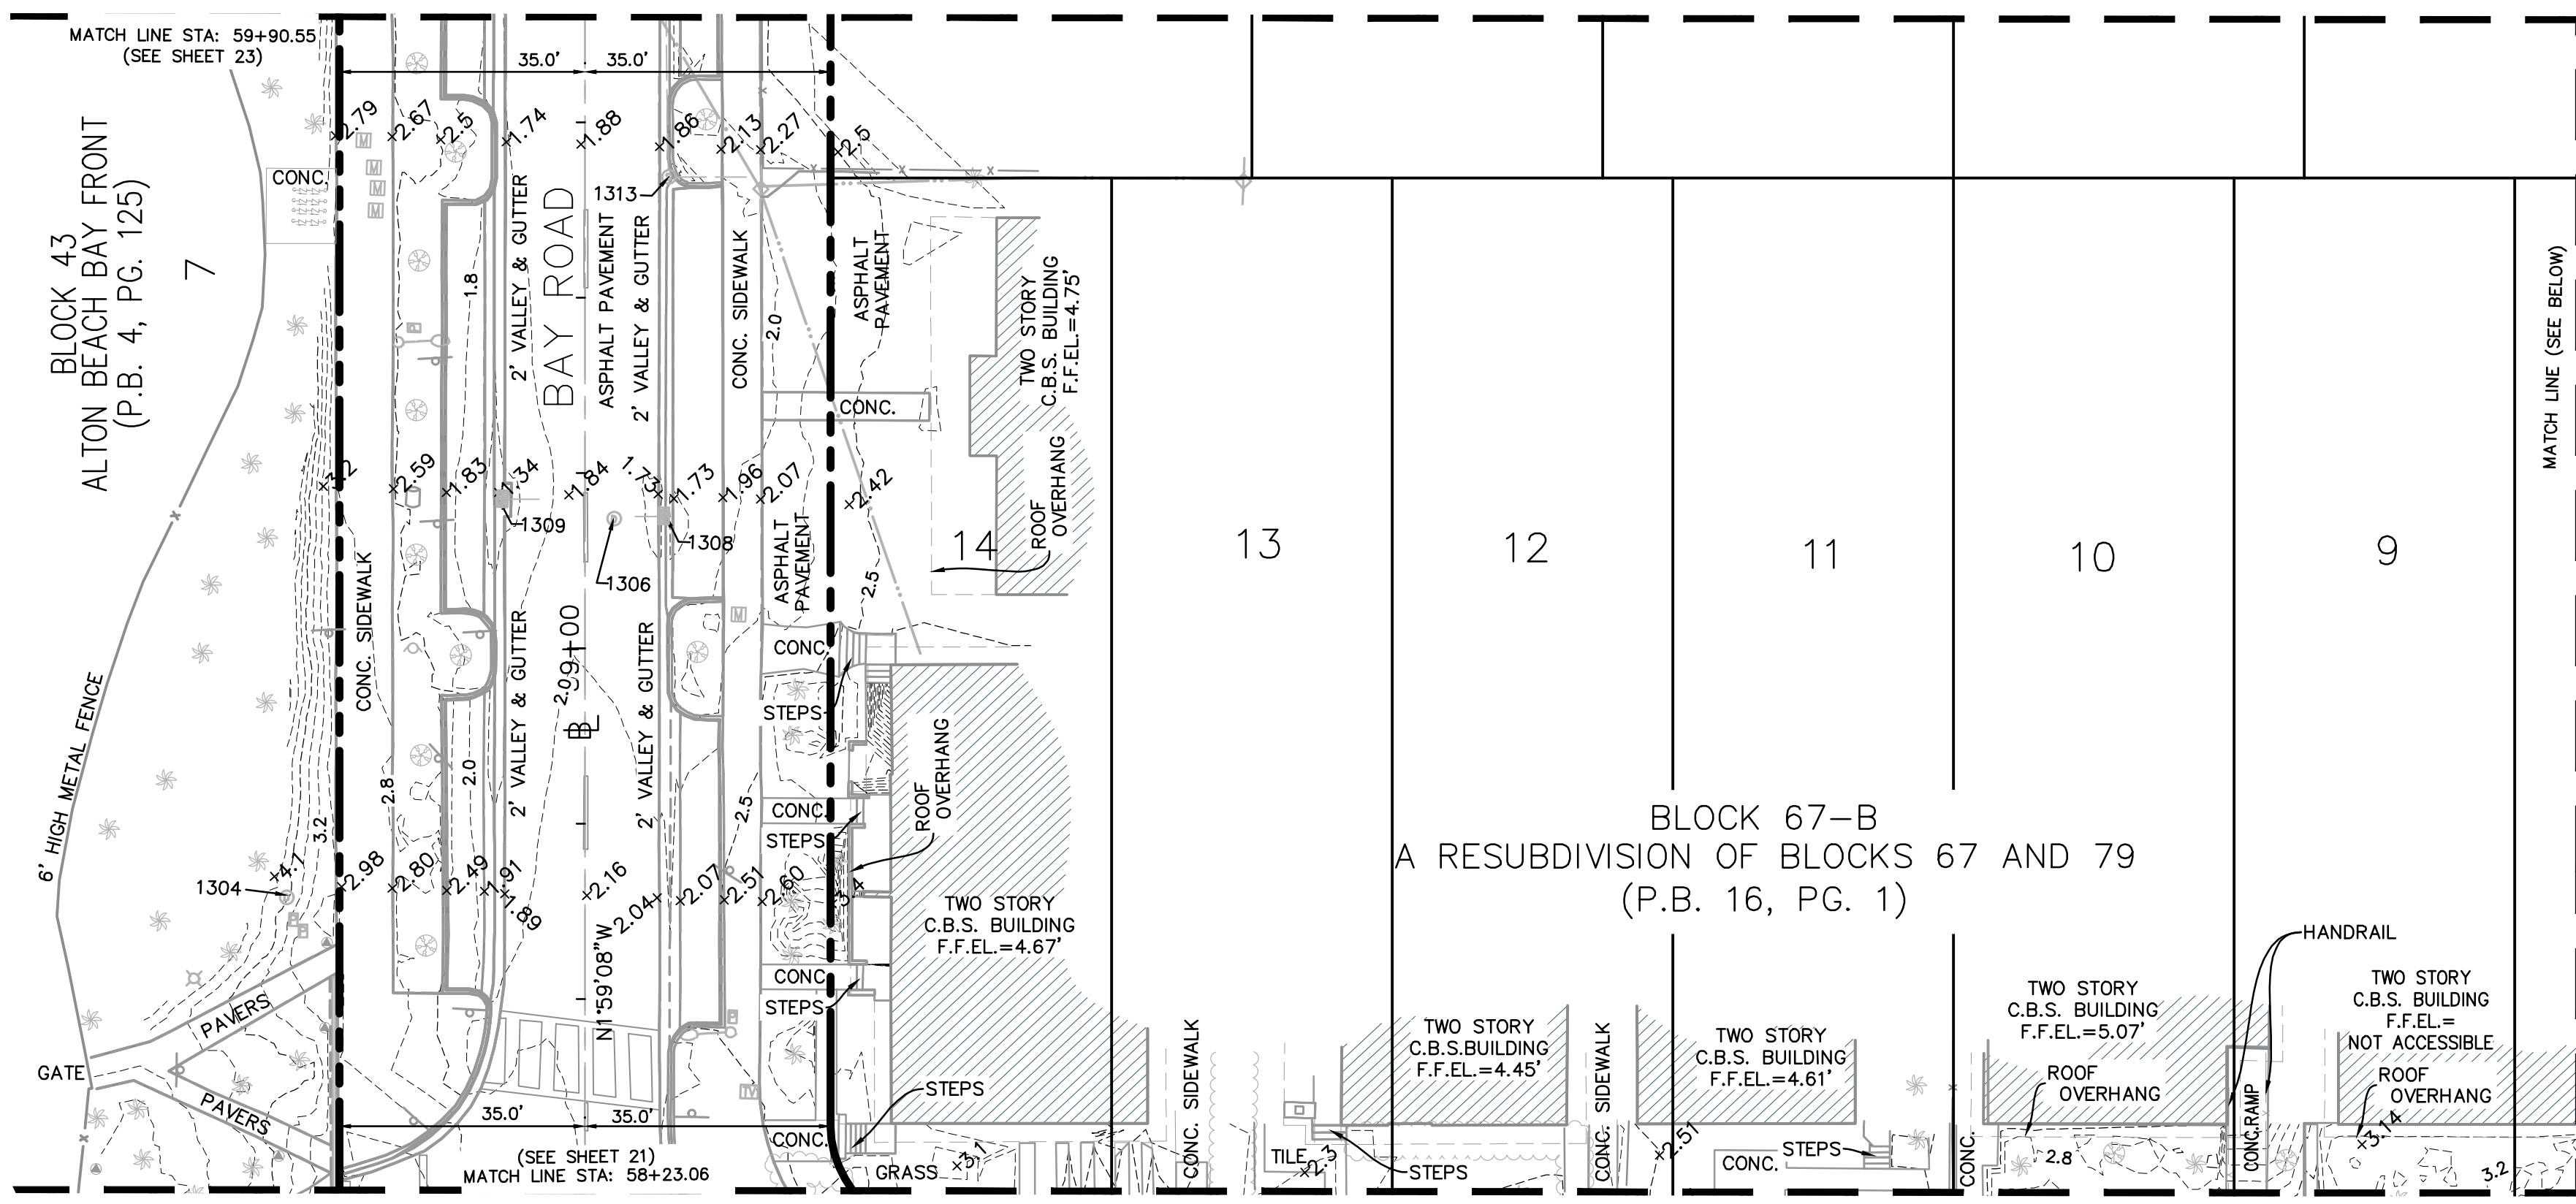 MATCH LINE STA: 59+90.55
(SEE SHEET 23)
35.0'
35.0'
BLOCK 43
ALTON BEACH BAY FRONT
(P.B. 4, PG. 125)
7
CONC.
2.79
2.67
2.5
1.74
1.88
1.86
2.13
2.27
2.5
1313
2' VALLEY & GUTTER
BAY ROAD
ASPHALT PAVEMENT
2' VALLEY & GUTTER
CONC. SIDEWALK
1.8
2.0
ASPHALT
PAVEMENT
TWO STORY
C.B.S. BUILDING
F.F.EL.=4.75'
CONC.
ROOF
OVERHANG
3.2
2.59
1.83
1.34
1.84
1.73
1.73
1.96
2.07
2.42
1309
1308
1306
ASPHALT
PAVEMENT
2.5
14
13
12
11
10
9
MATCH LINE (SEE BELOW)
CONC. SIDEWALK
2' VALLEY & GUTTER
59+00
2.0
BL
2' VALLEY & GUTTER
CONC.
STEPS
6' HIGH METAL FENCE
3.2
2.8
2.0
2.5
CONC.
STEPS
ROOF
OVERHANG
1304
4.7
2.98
2.80
2.49
1.91
1.89
2.16
2.04
2.07
2.51
2.60
3.4
N1°59'08"W
TWO STORY
C.B.S. BUILDING
F.F.EL.=4.67'
CONC
STEPS
BLOCK 67-B
A RESUBDIVISION OF BLOCKS 67 AND 79
(P.B. 16, PG. 1)
PAVERS
GATE
PAVERS
35.0'
35.0'
(SEE SHEET 21)
MATCH LINE STA: 58+23.06
TV
CONC.
STEPS
GRASS
3.1
CONC. SIDEWALK
TILE
2.3
STEPS
TWO STORY
C.B.S.BUILDING
F.F.EL.=4.45'
CONC. SIDEWALK
2.51
TWO STORY
C.B.S. BUILDING
F.F.EL.=4.61'
CONC.
STEPS
CONC.
TWO STORY
C.B.S. BUILDING
F.F.EL.=5.07'
ROOF
OVERHANG
2.8
HANDRAIL
CONC.RAMP
TWO STORY
C.B.S. BUILDING
F.F.EL.=
NOT ACCESSIBLE
ROOF
OVERHANG
3.14
3.2